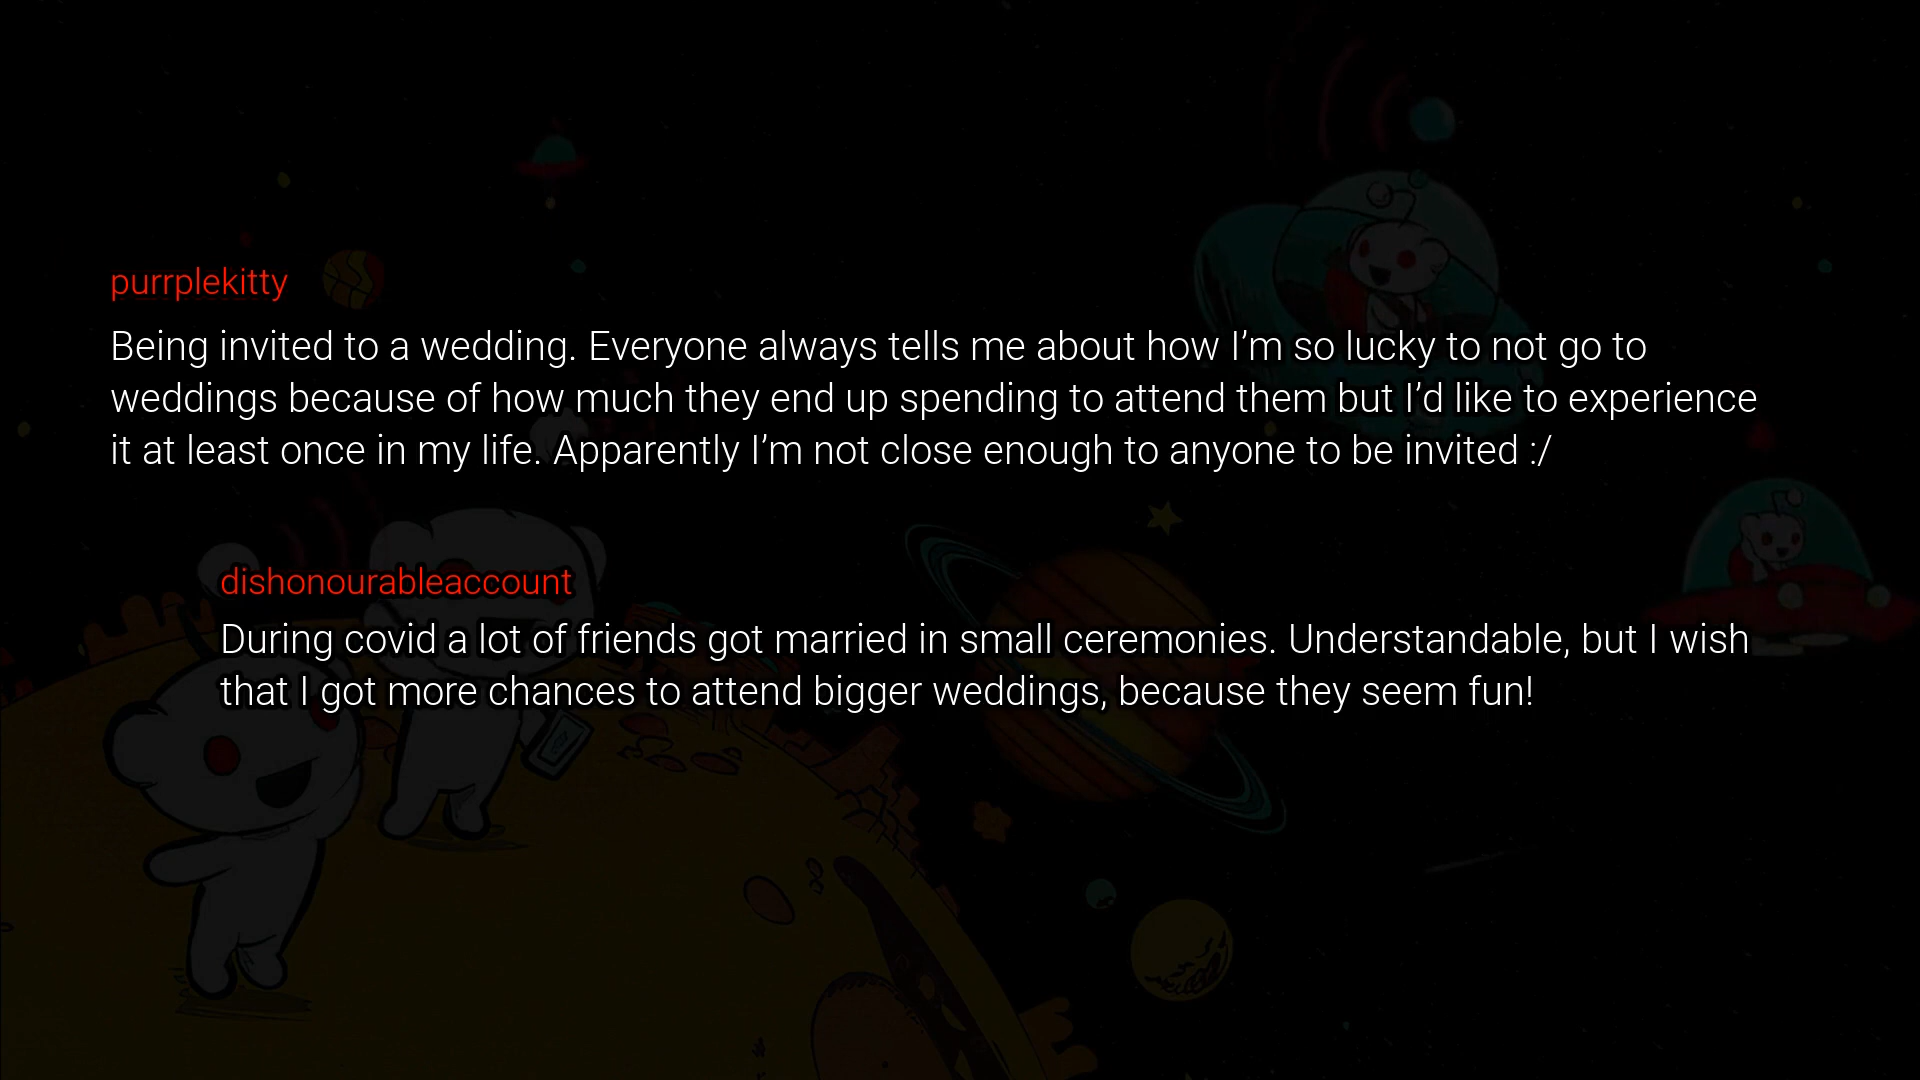 purrplekitty
Being invited to a wedding. Everyone always tells me about how I’m so lucky to not go to
weddings because of how much they end up spending to attend them but I’d like to experience
it at least once in my life. Apparently I’m not close enough to anyone to be invited :/
dishonourableaccount
During covid a lot of friends got married in small ceremonies. Understandable, but I wish
that I got more chances to attend bigger weddings, because they seem fun!